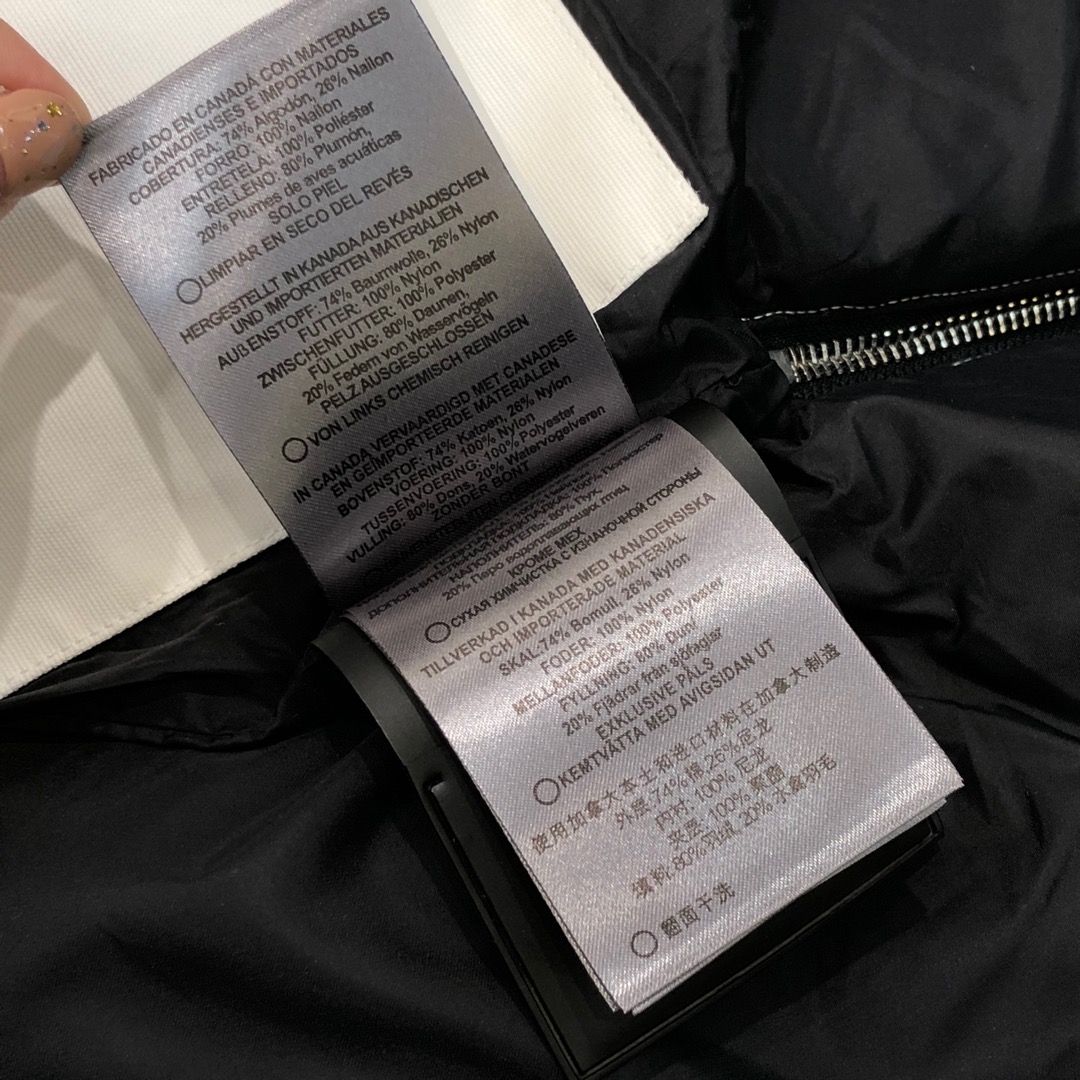 FABRICADO EN CANADÁ CON MATERIALES
CANADIENSES E IMPORTADOS
COBERTURA: 74% Algodón, 26% Nailon
FORRO: 100% Nailon
ENTRETELA: 100% Poliéster
RELLENO: 80% Plumón,
20% Plumes de aves acuáticas
SOLO PIEL
LIMPIAR EN SECO DEL REVÉS
HERGESTELLT IN KANADA AUS KANADISCHEN
UND IMPORTIERTEN MATERIALIEN
AUßENSTOFF: 74% Baumwolle, 26% Nylon
FUTTER: 100% Nylon
ZWISCHENFUTTER: 100% Polyester
FÜLLUNG: 80% Daunen,
20% Federn von Wasservögeln
PELZ AUSGESCHLOSSEN
VON LINKS CHEMISCH REINIGEN
IN CANADA VERVAARDIGD MET CANADESE
EN GEÏMPORTEERDE MATERIALEN
BOVENSTOF: 74% Katoen, 26% Nylon
VOERING: 100% Nylon
TUSSENVOERING: 100% Polyester
VULLING: 80% Dons, 20% Watervogelveren
ZONDER BONT
Полиэстер
НАПОЛНИТЕЛЬ: 80% Пух,
20% Перо водоплавающих птиц
КРОМЕ МЕХ
СУХАЯ ХИМЧИСТКА С ИЗНАНОЧНОЙ СТОРОНЫ
TILLVERKAD I KANADA MED KANADENSISKA
OCH IMPORTERADE MATERIAL
SKAL: 74% Bomull, 26% Nylon
FODER: 100% Nylon
MELLANFODER: 100% Polyester
FYLLNING: 80% Dun/
20% Fjädrar från sjöfåglar
EXKLUSIVE PÄLS
KEMTVÄTTA MED AVIGSIDAN UT
使用加拿大本土和进口材料在加拿大制造
外层: 74%棉 26%尼龙
内衬: 100% 尼龙
夹层: 100% 聚酯
填料: 80%羽绒 20% 水禽羽毛
翻面干洗